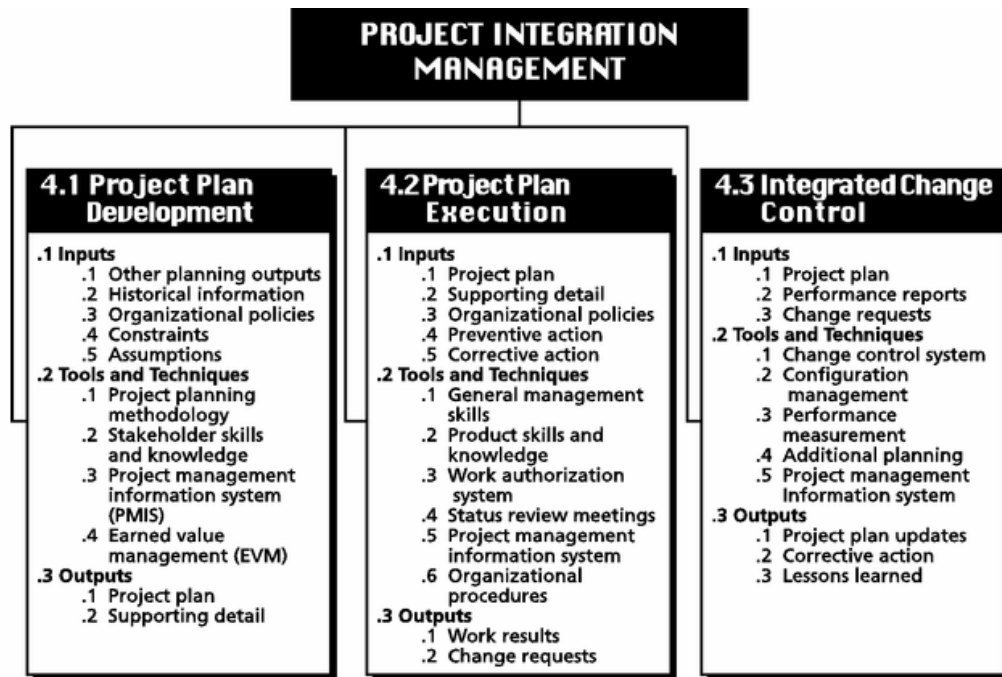 PROJECT INTEGRATION
MANAGEMENT
4.1 Project Plan
Development
.1 Inputs
.1 Other planning outputs
.2 Historical information
.3 Organizational policies
.4 Constraints
.5 Assumptions
.2 Tools and Techniques
.1 Project planning
methodology
.2 Stakeholder skills
and knowledge
.3 Project management
information system
(PMIS)
.4 Earned value
management (EVM)
.3 Outputs
.1 Project plan
.2 Supporting detail
4.2 Project Plan
Execution
.1 Inputs
.1 Project plan
.2 Supporting detail
.3 Organizational policies
.4 Preventive action
.5 Corrective action
.2 Tools and Techniques
.1 General management
skills
.2 Product skills and
knowledge
.3 Work authorization
system
.4 Status review meetings
.5 Project management
information system
.6 Organizational
procedures
.3 Outputs
.1 Work results
.2 Change requests
4.3 Integrated Change
Control
.1 Inputs
.1 Project plan
.2 Performance reports
.3 Change requests
.2 Tools and Techniques
.1 Change control system
.2 Configuration
management
.3 Performance
measurement
.4 Additional planning
.5 Project management
Information system
.3 Outputs
.1 Project plan updates
.2 Corrective action
.3 Lessons learned